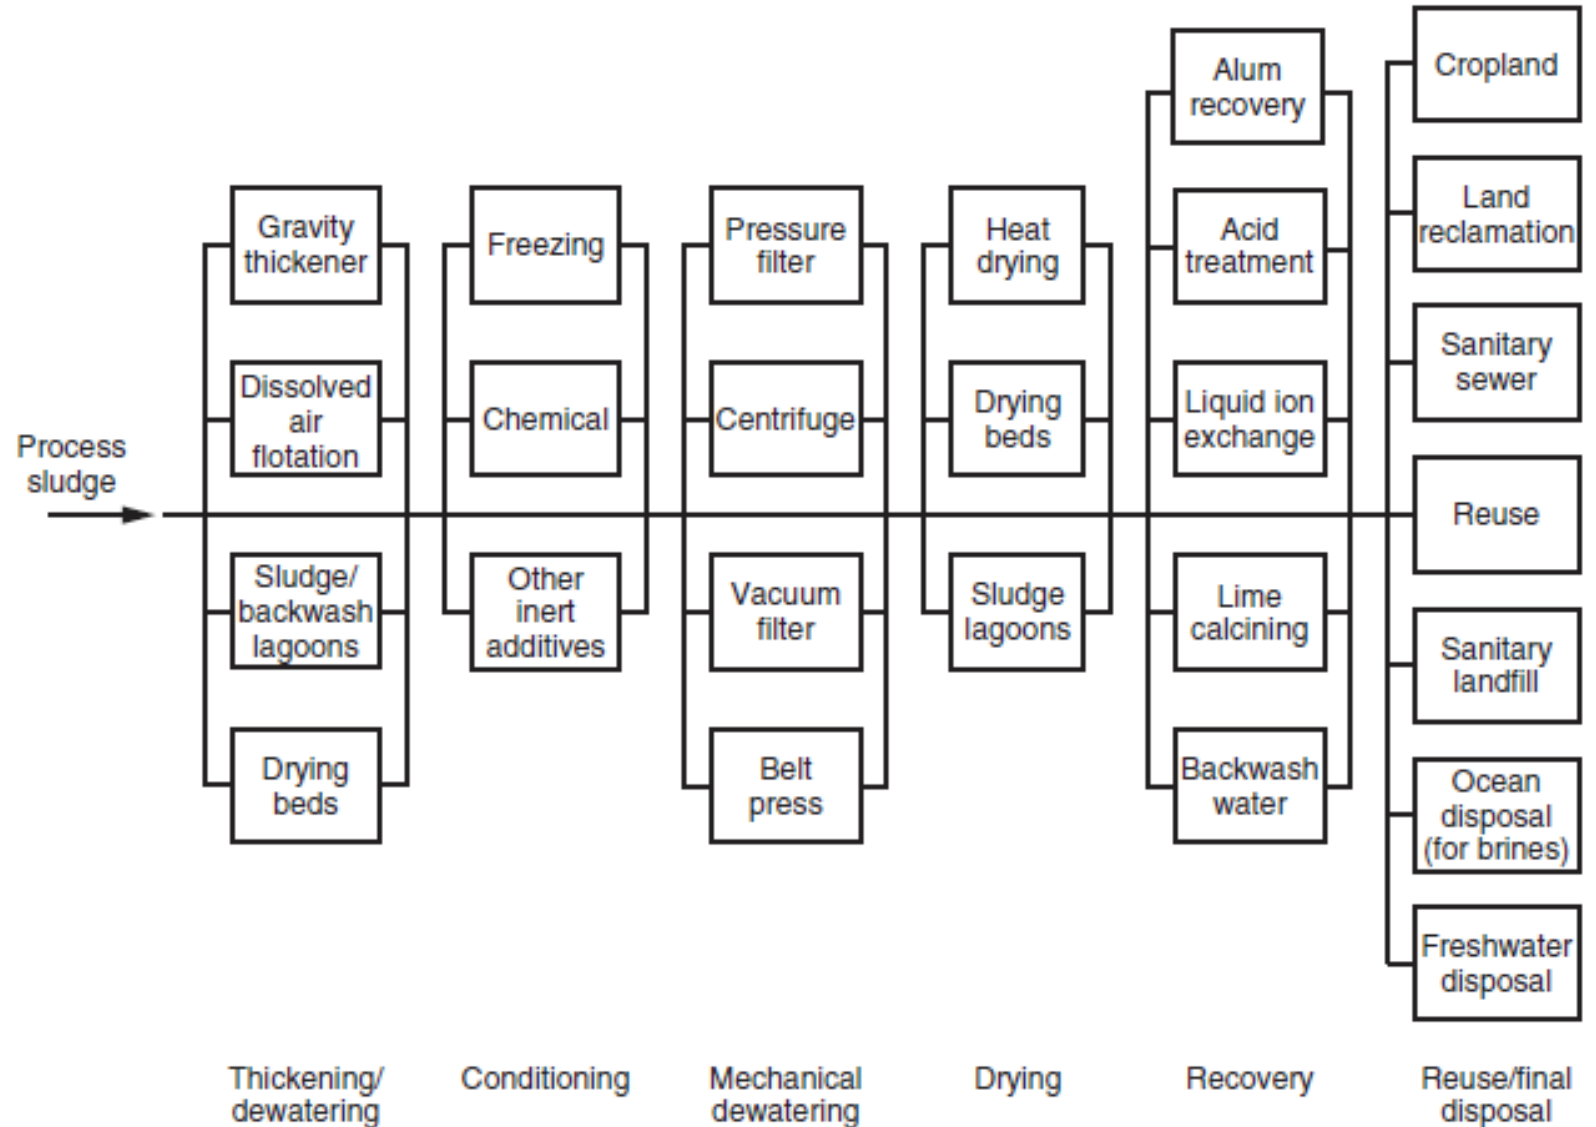 Process
sludge
Gravity
thickener
Dissolved
air
flotation
Sludge/
backwash
lagoons
Drying
beds
Thickening/
dewatering
Freezing
Chemical
Other
inert
additives
Conditioning
Pressure
filter
Centrifuge
Vacuum
filter
Belt
press
Mechanical
dewatering
Heat
drying
Drying
beds
Sludge
lagoons
Drying
Alum
recovery
Acid
treatment
Liquid ion
exchange
Lime
calcining
Backwash
water
Recovery
Cropland
Land
reclamation
Sanitary
sewer
Reuse
Sanitary
landfill
Ocean
disposal
(for brines)
Freshwater
disposal
Reuse/final
disposal